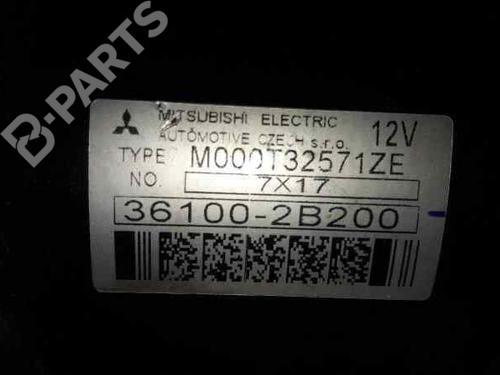 B-PARTS
MITSUBISHI ELECTRIC
AUTOMOTIVE CZECH s.r.o. 12V
TYPE M000T32571ZE
NO. 7X17
36100-2B200